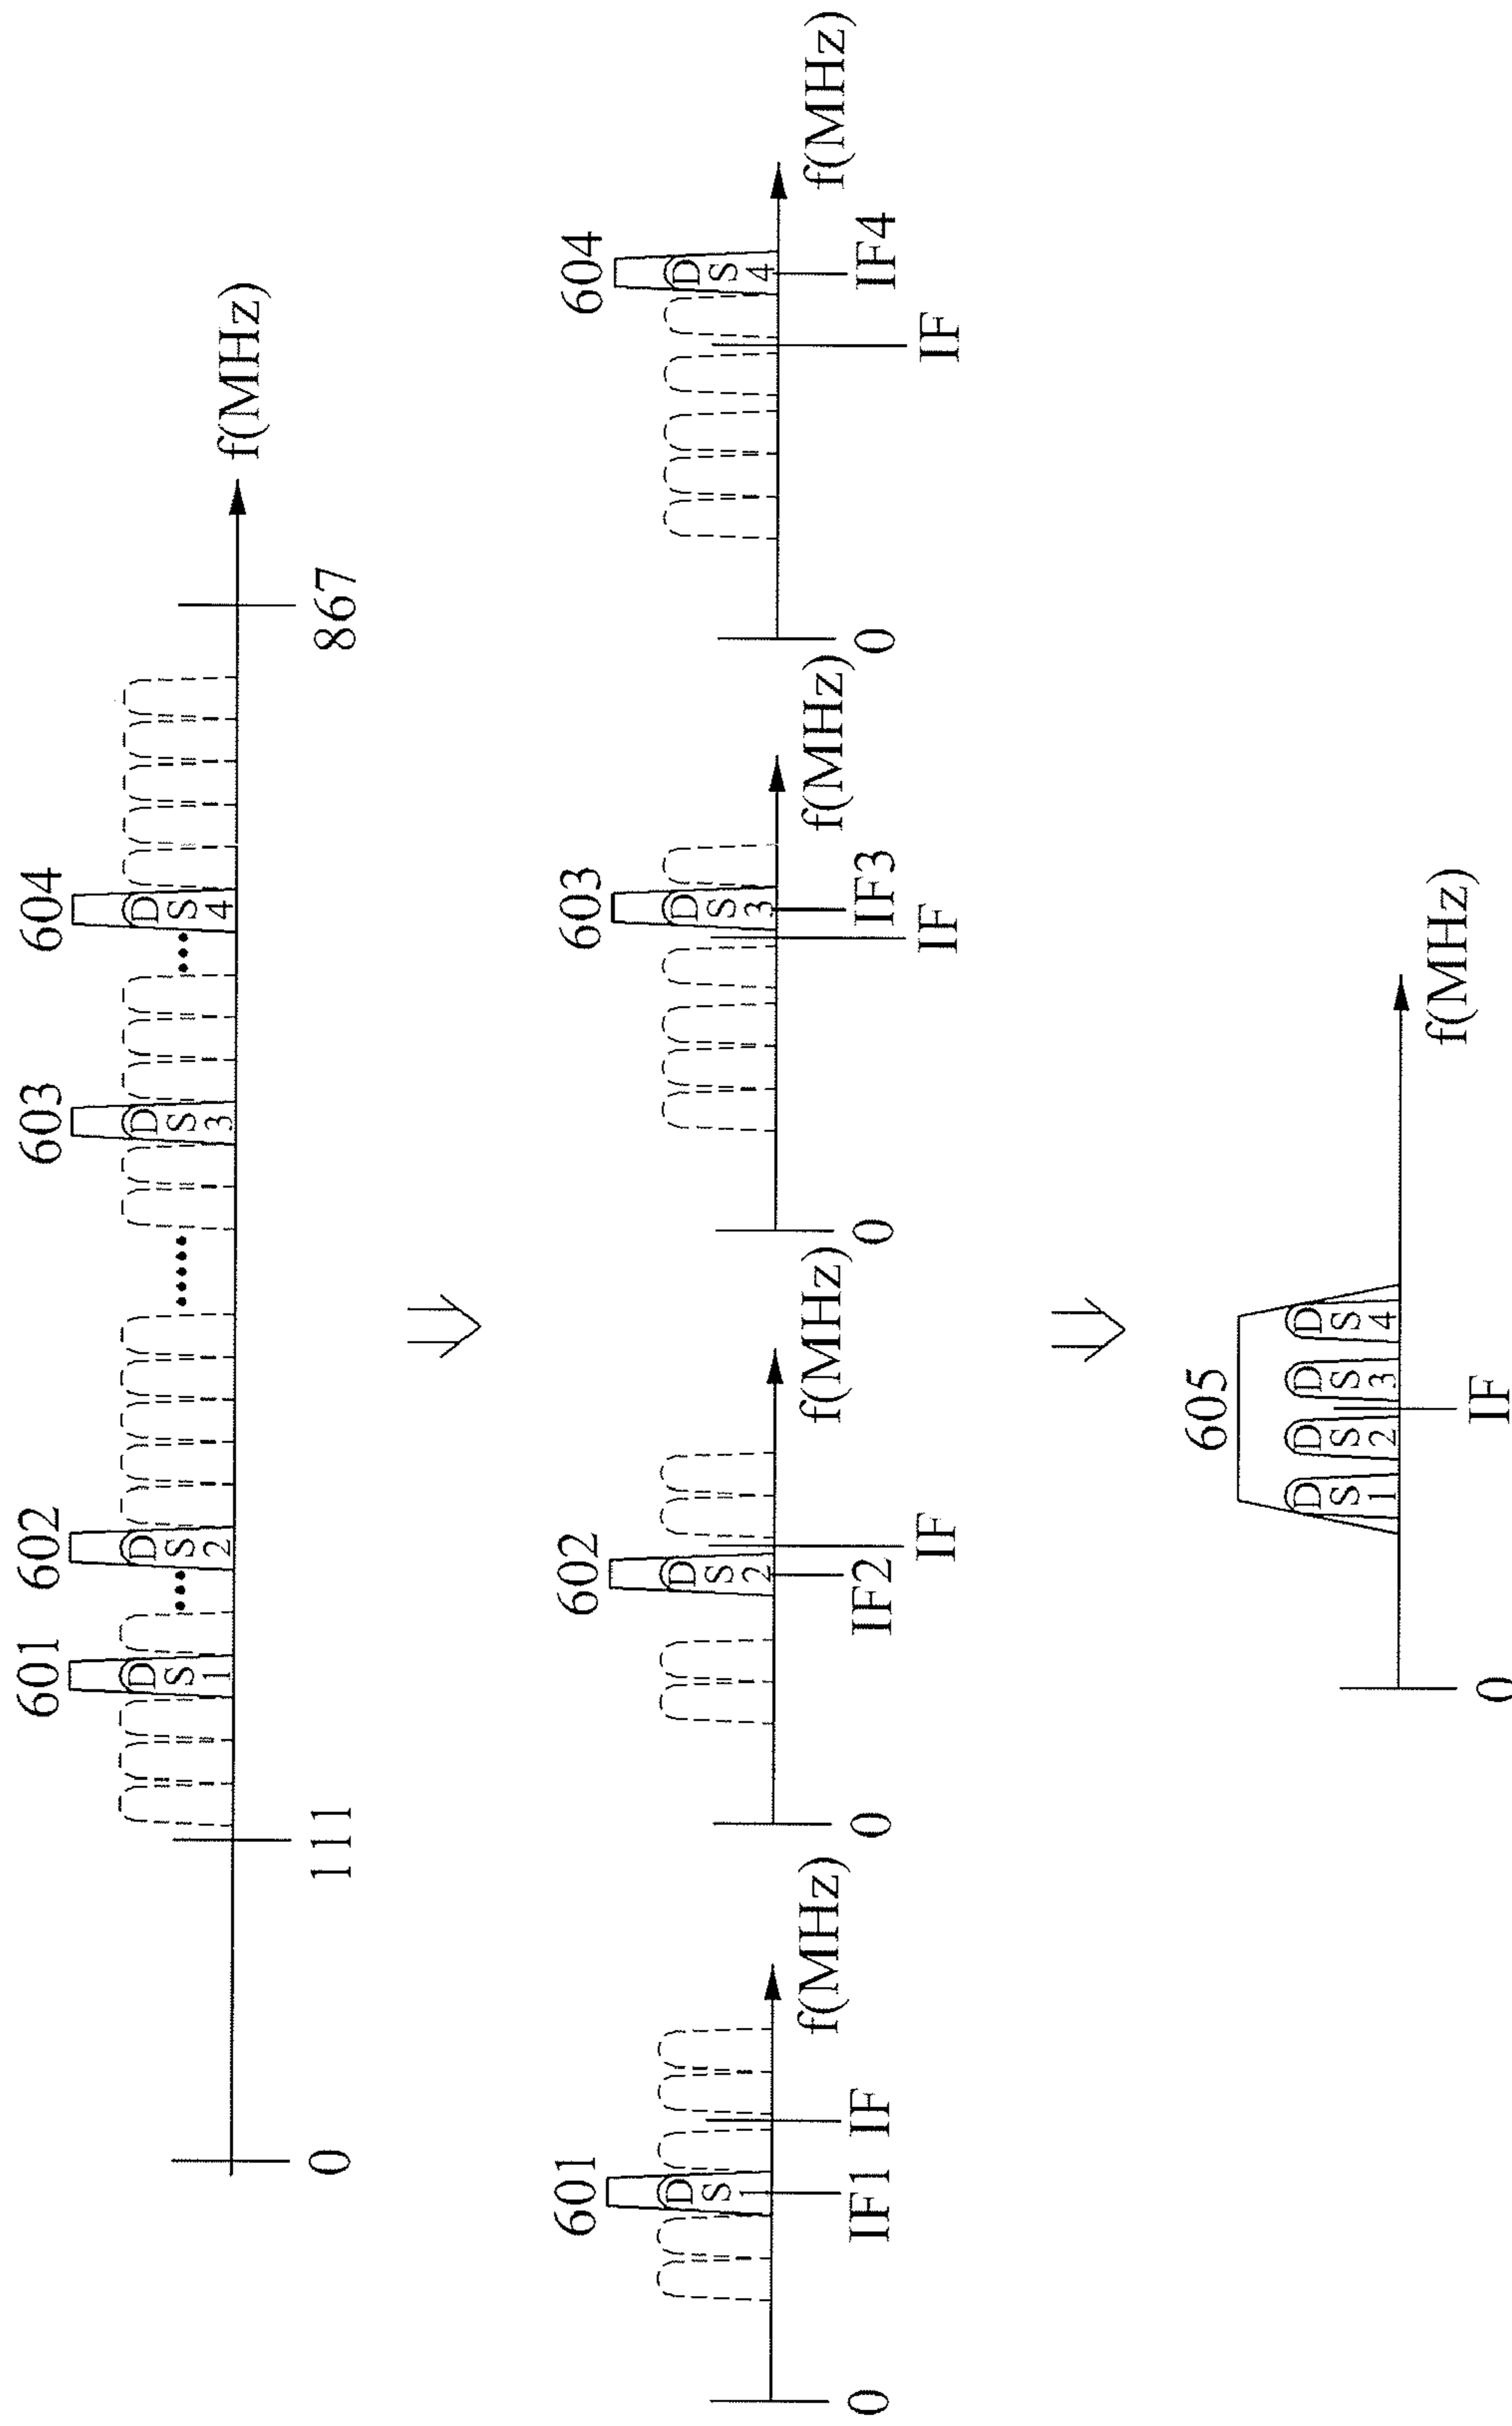 601 602 603 604
D S 1
D S 2
D S 3
D S 4
0 111 867 f(MHz)
601
D S 1
0 IF1 IF f(MHz)
602
D S 2
0 IF2 IF f(MHz)
603
D S 3
0 IF IF3 f(MHz)
604
D S 4
0 IF IF4 f(MHz)
605
D S 1
D S 2
D S 3
D S 4
0 IF f(MHz)